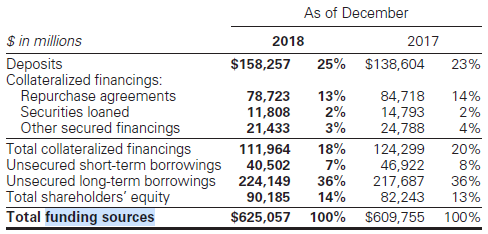 As of December
$ in millions 2018 2017
Deposits $158,257 25% $138,604 23%
Collateralized financings:
Repurchase agreements 78,723 13% 84,718 14%
Securities loaned 11,808 2% 14,793 2%
Other secured financings 21,433 3% 24,788 4%
Total collateralized financings 111,964 18% 124,299 20%
Unsecured short-term borrowings 40,502 7% 46,922 8%
Unsecured long-term borrowings 224,149 36% 217,687 36%
Total shareholders' equity 90,185 14% 82,243 13%
Total funding sources $625,057 100% $609,755 100%